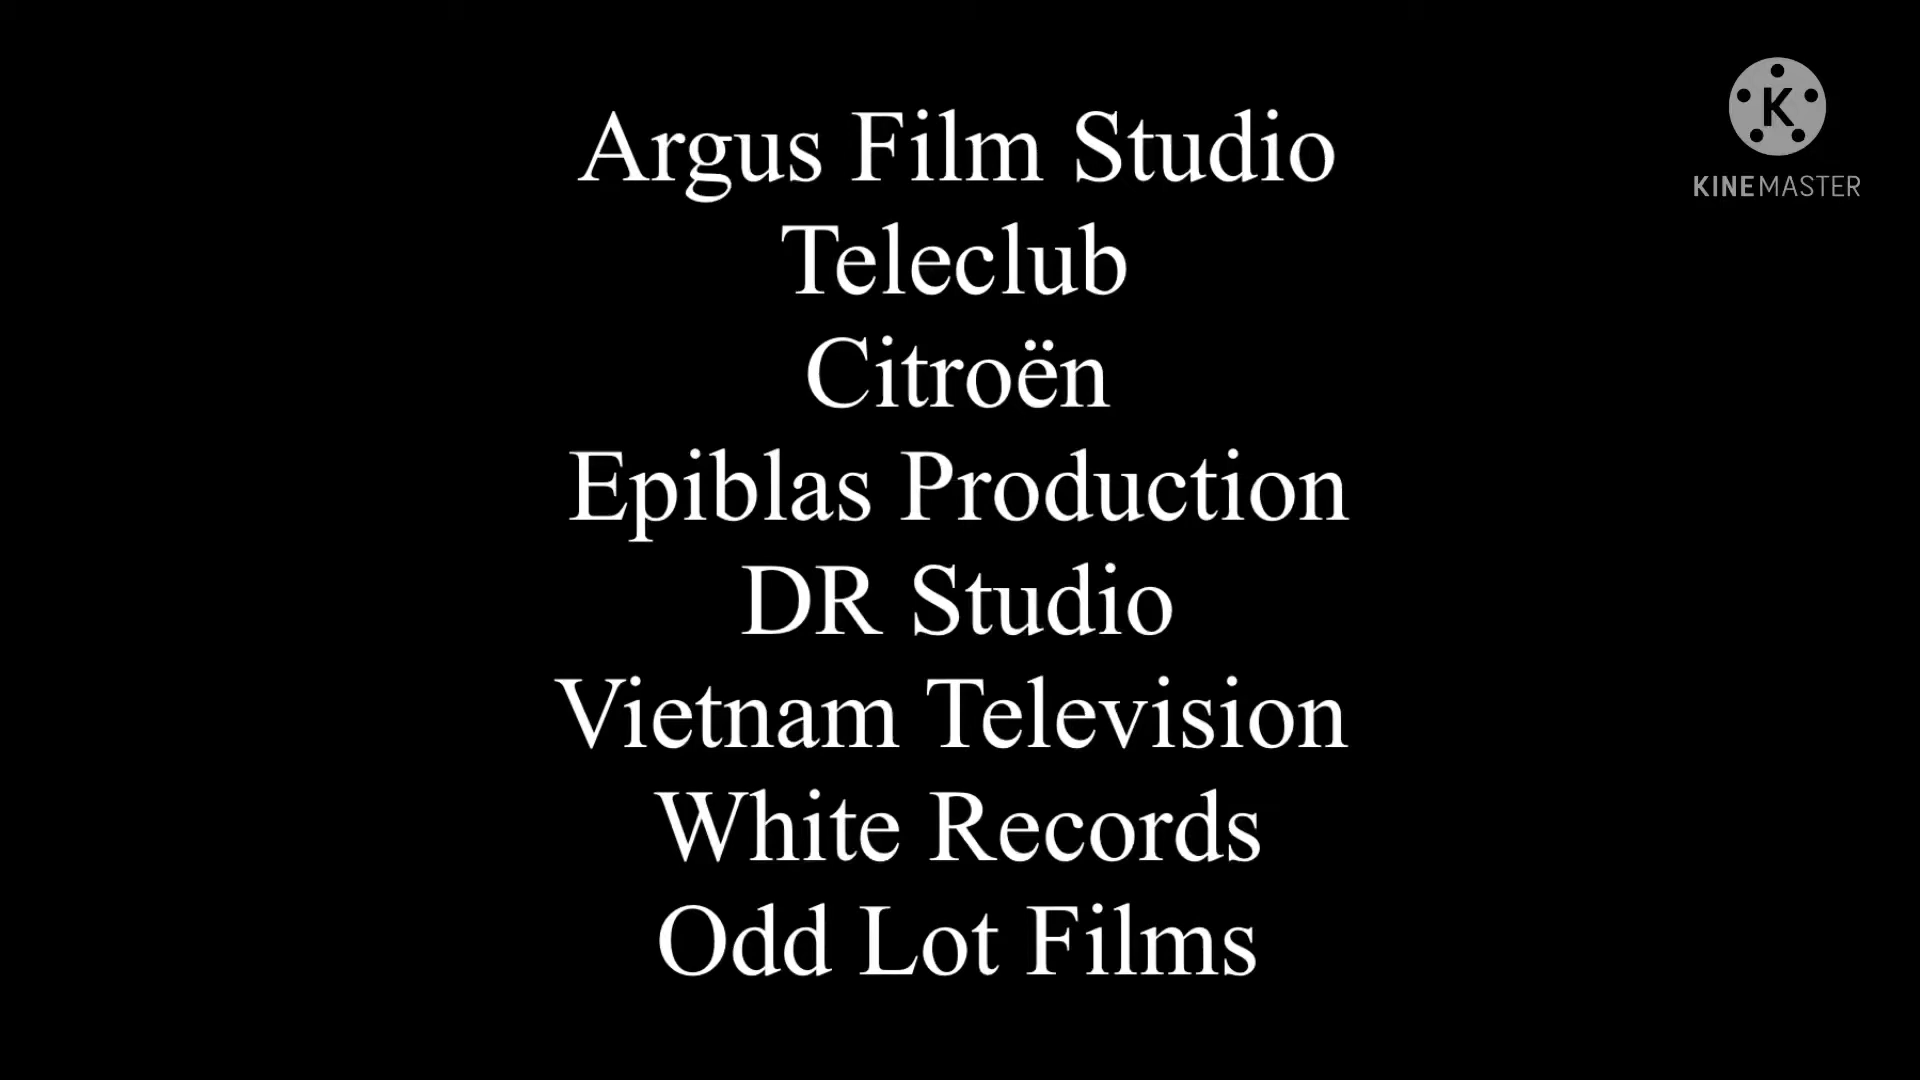 Argus Film Studio
Teleclub
Citroën
Epiblas Production
DR Studio
Vietnam Television
White Records
Odd Lot Films
K
KINEMASTER